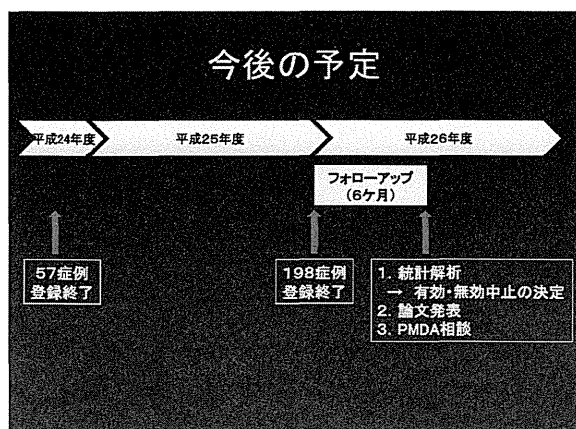 今後の予定
平成24年度
平成25年度
平成26年度
フォローアップ
(6ケ月)
57症例
登録終了
198症例
登録終了
1. 統計解析
→ 有効・無効中止の決定
2. 論文発表
3. PMDA相談